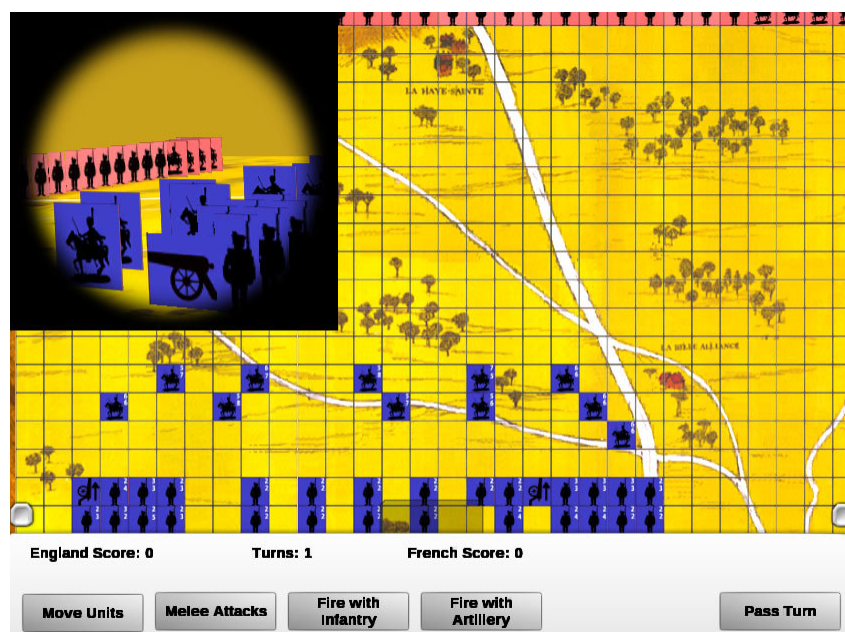 LA HAYE-SAINTE
LA BELLE ALLIANCE
England Score: 0
Turns: 1
French Score: 0
Move Units
Melee Attacks
Fire with
Infantry
Fire with
Artillery
Pass Turn